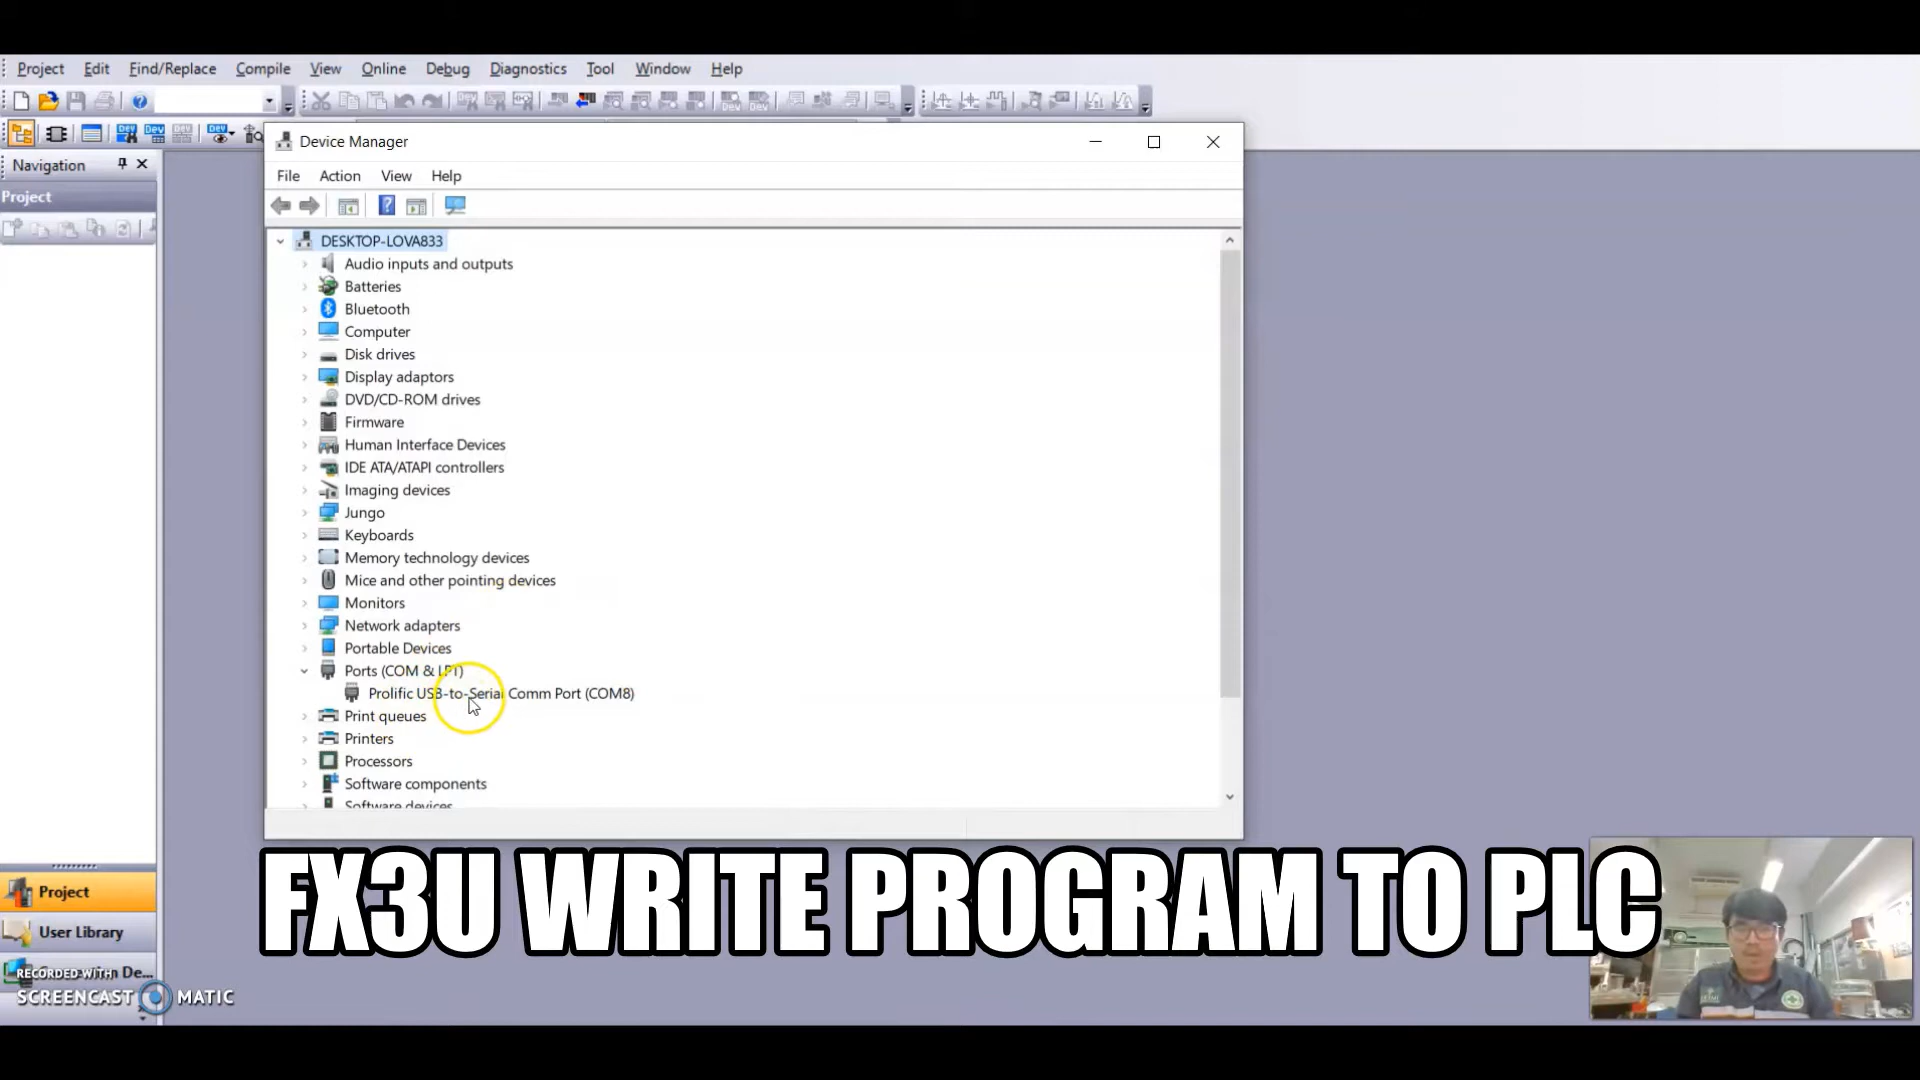 Project Edit Find/Replace Compile View Online Debug Diagnostics Tool Window Help
Navigation
Project
Device Manager
File Action View Help
DESKTOP-LOVA833
Audio inputs and outputs
Batteries
Bluetooth
Computer
Disk drives
Display adaptors
DVD/CD-ROM drives
Firmware
Human Interface Devices
IDE ATA/ATAPI controllers
Imaging devices
Jungo
Keyboards
Memory technology devices
Mice and other pointing devices
Monitors
Network adapters
Portable Devices
Ports (COM & LPT)
Prolific USB-to-Serial Comm Port (COM8)
Print queues
Printers
Processors
Software components
Software devices
Project
User Library
FX3U WRITE PROGRAM TO PLC
RECORDED WITH
SCREENCAST MATIC